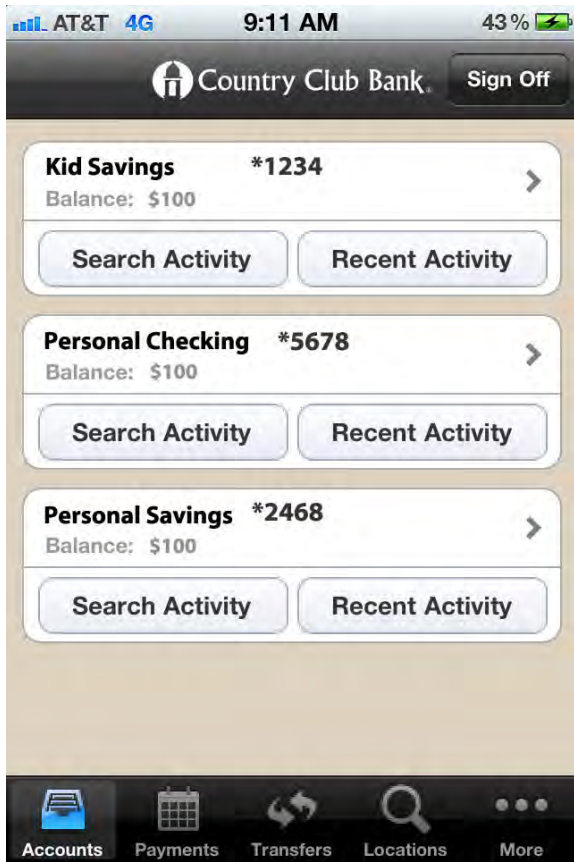 AT&T 4G 9:11 AM 43%
Country Club Bank. Sign Off
Kid Savings *1234
Balance: $100
Search Activity Recent Activity
Personal Checking *5678
Balance: $100
Search Activity Recent Activity
Personal Savings *2468
Balance: $100
Search Activity Recent Activity
Accounts Payments Transfers Locations More